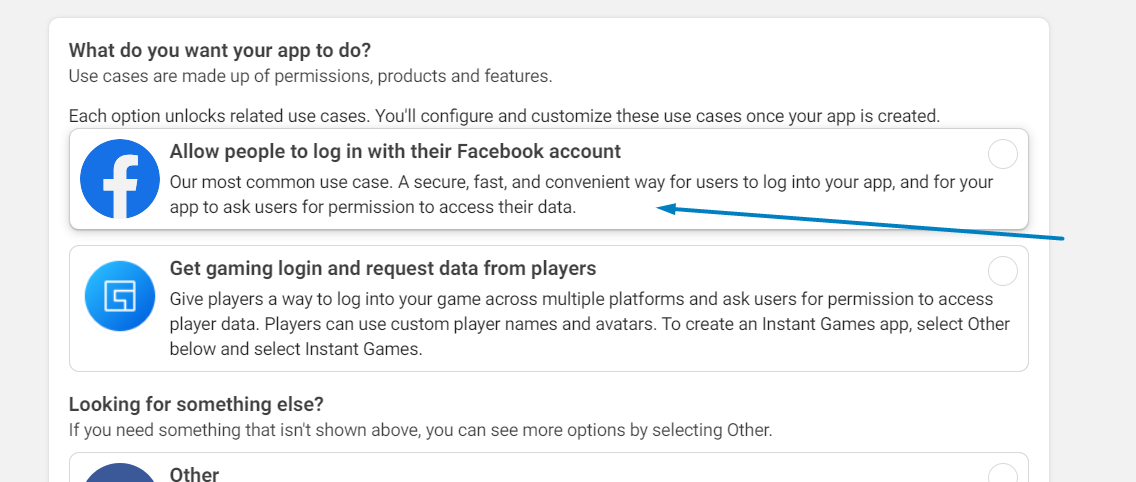 What do you want your app to do?
Use cases are made up of permissions, products and features.
Each option unlocks related use cases. You'll configure and customize these use cases once your app is created.
Allow people to log in with their Facebook account
Our most common use case. A secure, fast, and convenient way for users to log into your app, and for your
app to ask users for permission to access their data.
Get gaming login and request data from players
Give players a way to log into your game across multiple platforms and ask users for permission to access
player data. Players can use custom player names and avatars. To create an Instant Games app, select Other
below and select Instant Games.
Looking for something else?
If you need something that isn't shown above, you can see more options by selecting Other.
Other